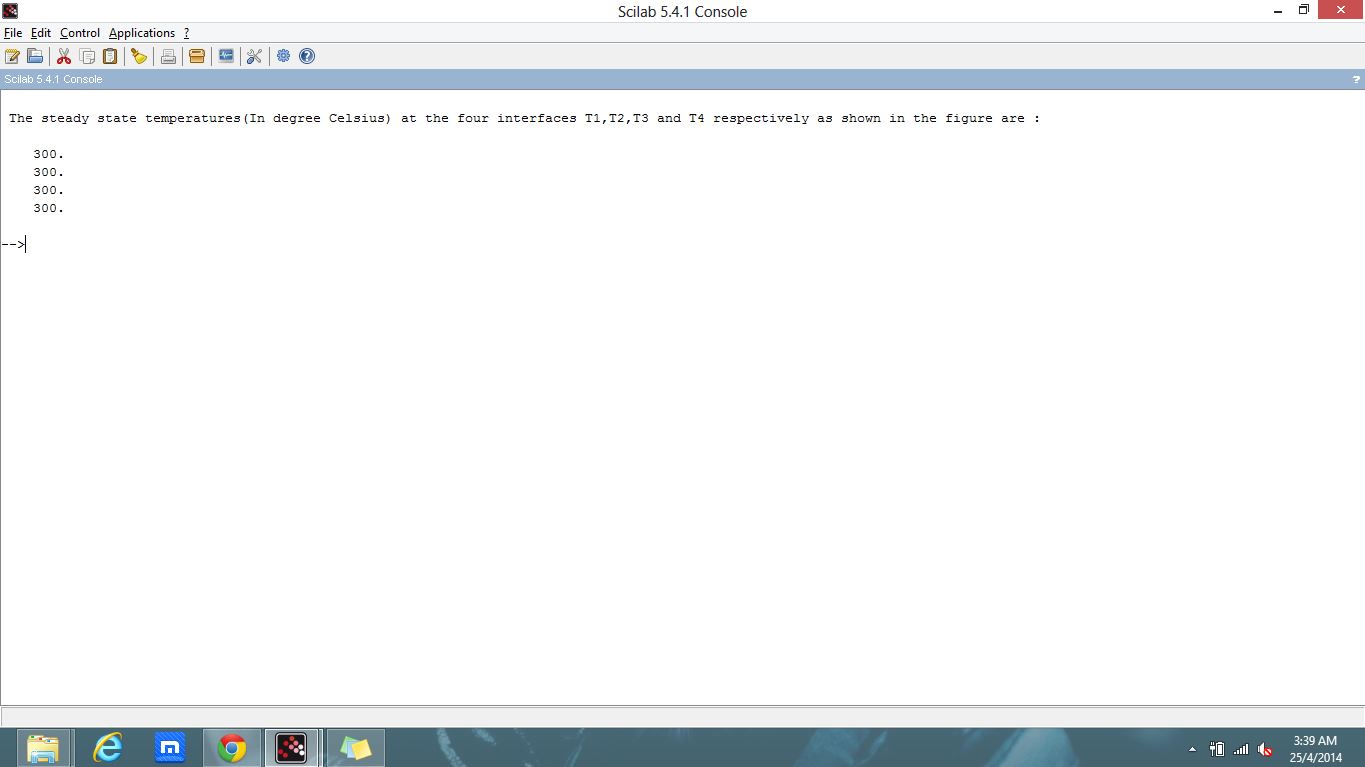 Scilab 5.4.1 Console
File Edit Control Applications ?
Scilab 5.4.1 Console ?
The steady state temperatures(In degree Celsius) at the four interfaces T1,T2,T3 and T4 respectively as shown in the figure are :
300.
300.
300.
300.
-->
3:39 AM
25/4/2014